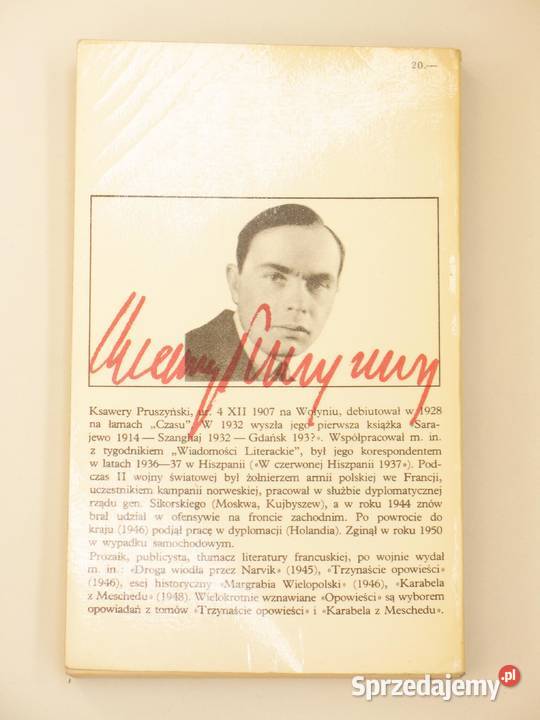 20.—
Ksawery Pruszyński, ur. 4 XII 1907 na Wołyniu, debiutował w 1928
na łamach „Czasu". W 1932 wyszła jego pierwsza książka «Sara-
jewo 1914 — Szanghaj 1932 — Gdańsk 193?». Współpracował m. in.
z tygodnikiem „Wiadomości Literackie", był jego korespondentem
w latach 1936—37 w Hiszpanii («W czerwonej Hiszpanii 1937»). Pod-
czas II wojny światowej był żołnierzem armii polskiej we Francji,
uczestnikiem kampanii norweskiej, pracował w służbie dyplomatycznej
rządu gen. Sikorskiego (Moskwa, Kujbyszew), a w roku 1944 znów
brał udział w ofensywie na froncie zachodnim. Po powrocie do
kraju (1946) podjął pracę w dyplomacji (Holandia). Zginął w roku 1950
w wypadku samochodowym.
Prozaik, publicysta, tłumacz literatury francuskiej, po wojnie wydał
m. in.: «Droga wiodła przez Narvik» (1945), «Trzynaście opowieści»
(1946), esej historyczny «Margrabia Wielopolski» (1946), «Karabela
z Meschedu» (1948). Wielokrotnie wznawiane «Opowieści» są wyborem
opowiadań z tomów «Trzynaście opowieści» i «Karabela z Meschedu».
Sprzedajemy.pl